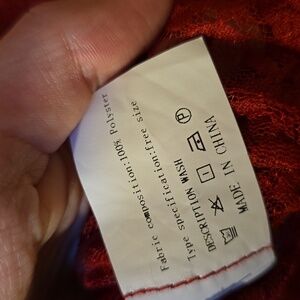 Fabric composition:100% Polyster
Type specification:free size
DESCRIPTION WASH
P
MADE IN CHINA